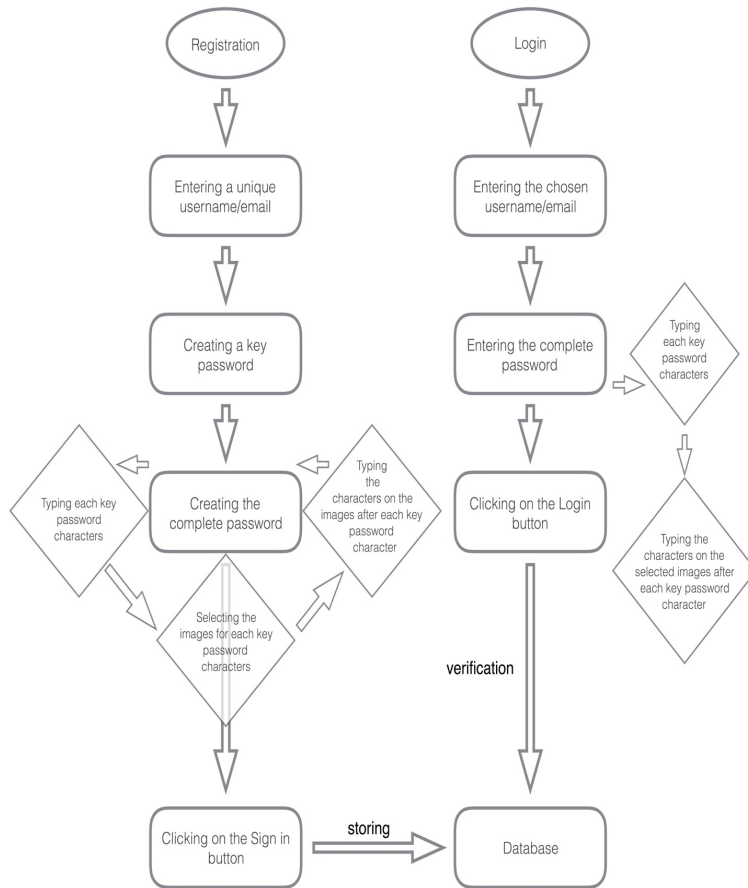 Registration
Login
Entering a unique
username/email
Entering the chosen
username/email
Creating a key
password
Entering the complete
password
Typing
each key
password
characters
Typing each key
password
characters
Creating the
complete password
Typing
the
characters on the
images after each key
password
character
Clicking on the Login
button
Typing the
characters on the
selected images after
each key password
character
Selecting the
images for each key
password
characters
verification
Clicking on the Sign in
button
storing
Database